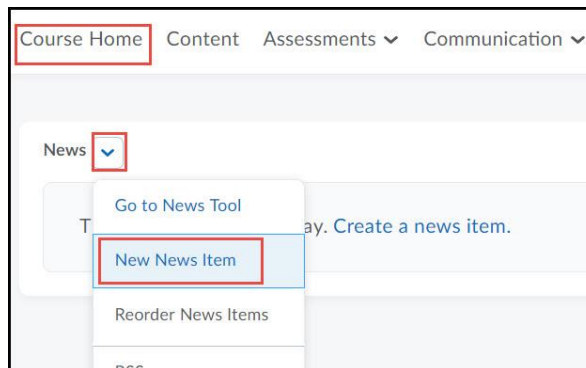 Course Home Content Assessments Communication
News
Go to News Tool
T ay. Create a news item.
New News Item
Reorder News Items